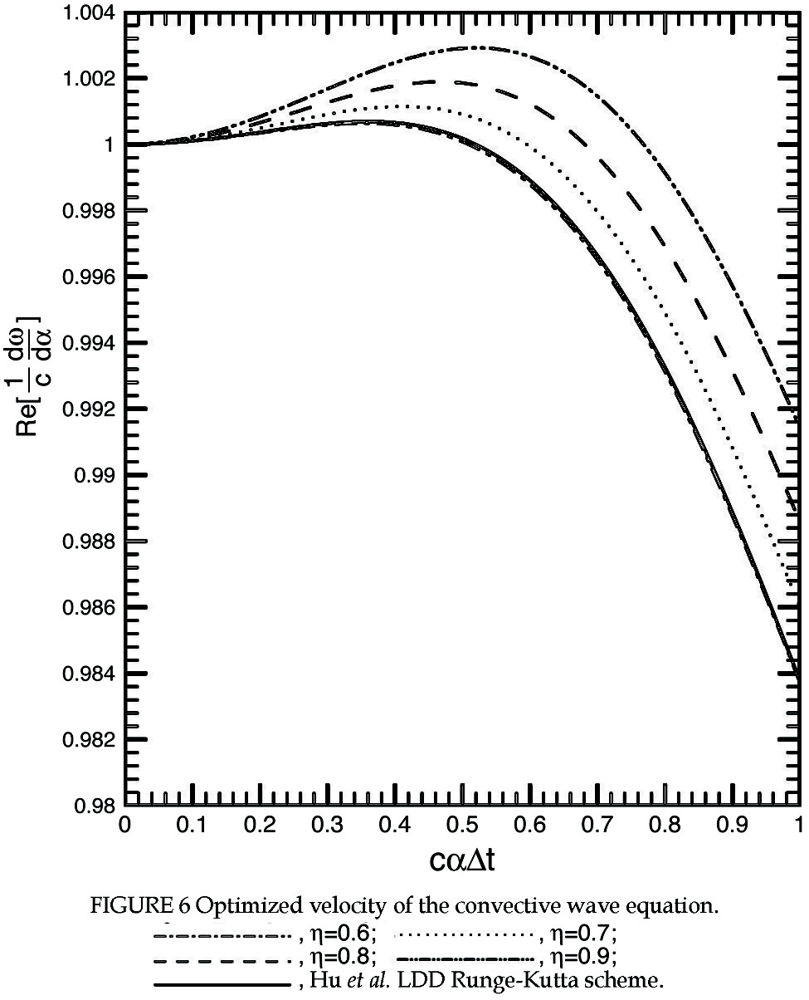 1.004
1.002
1
0.998
0.996
0.994
0.992
0.99
0.988
0.986
0.984
0.982
0.98
Re[1/c dω/dα]
0 0.1 0.2 0.3 0.4 0.5 0.6 0.7 0.8 0.9 1
cαΔt
FIGURE 6 Optimized velocity of the convective wave equation.
, η=0.6; , η=0.7;
, η=0.8; , η=0.9;
, Hu et al. LDD Runge-Kutta scheme.